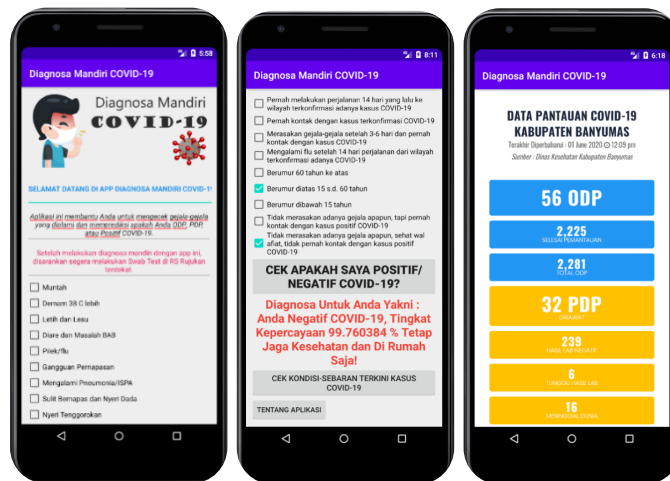 5:58
Diagnosa Mandiri COVID-19
Diagnosa Mandiri
COVID-19
SELAMAT DATANG DI APP DIAGNOSA MANDIRI COVID-1
Aplikasi ini membantu Anda untuk mengecek gejala-gejala
yang dialami dan memprediksi apakah Anda ODP, PDP,
atau Positif COVID-19.
Setelah melakukan diagnosa mandiri dengan app ini,
disarankan segera melakukan Swab Test di RS Rujukan
terdekat
Muntah
Demam 38 C lebih
Letih dan Lesu
Diare dan Masalah BAB
Pilek/flu
Gangguan Pernapasan
Mengalami Pneumonia/ISPA
Sulit Bernapas dan Nyeri Dada
Nyeri Tenggorokan
8:11
Diagnosa Mandiri COVID-19
Pernah melakukan perjalanan 14 hari yang lalu ke
wilayah terkonfirmasi adanya kasus COVID-19
Pernah kontak dengan kasus terkonfirmasi COVID-19
Merasakan gejala-gejala setelah 3-6 hari dan pernah
kontak dengan kasus COVID-19
Mengalami flu setelah 14 hari perjalanan dari wilayah
terkonfirmasi adanya COVID-19
Berumur 60 tahun ke atas
Berumur diatas 15 s.d. 60 tahun
Berumur dibawah 15 tahun
Tidak merasakan adanya gejala apapun, tapi pernah
kontak dengan kasus positif COVID-19
Tidak merasakan adanya gejala apapun, sehat wal
afiat, tidak pernah kontak dengan kasus positif
COVID-19
CEK APAKAH SAYA POSITIF/
NEGATIF COVID-19?
Diagnosa Untuk Anda Yakni :
Anda Negatif COVID-19, Tingkat
Kepercayaan 99.760384 % Tetap
Jaga Kesehatan dan Di Rumah
Saja!
CEK KONDISI-SEBARAN TERKINI KASUS
COVID-19
TENTANG APLIKASI
6:18
Diagnosa Mandiri COVID-19
DATA PANTAUAN COVID-19
KABUPATEN BANYUMAS
Terakhir Diperbaharui : 01 June 2020 12:09 pm
Sumber : Dinas Kesehatan Kabupaten Banyumas
56 ODP
2,225
SELESAI PEMANTAUAN
2,281
TOTAL ODP
32 PDP
DIRAWAT
239
HASIL LAB NEGATIF
6
TUNGGU HASIL LAB
16
MENINGGAL DUNIA